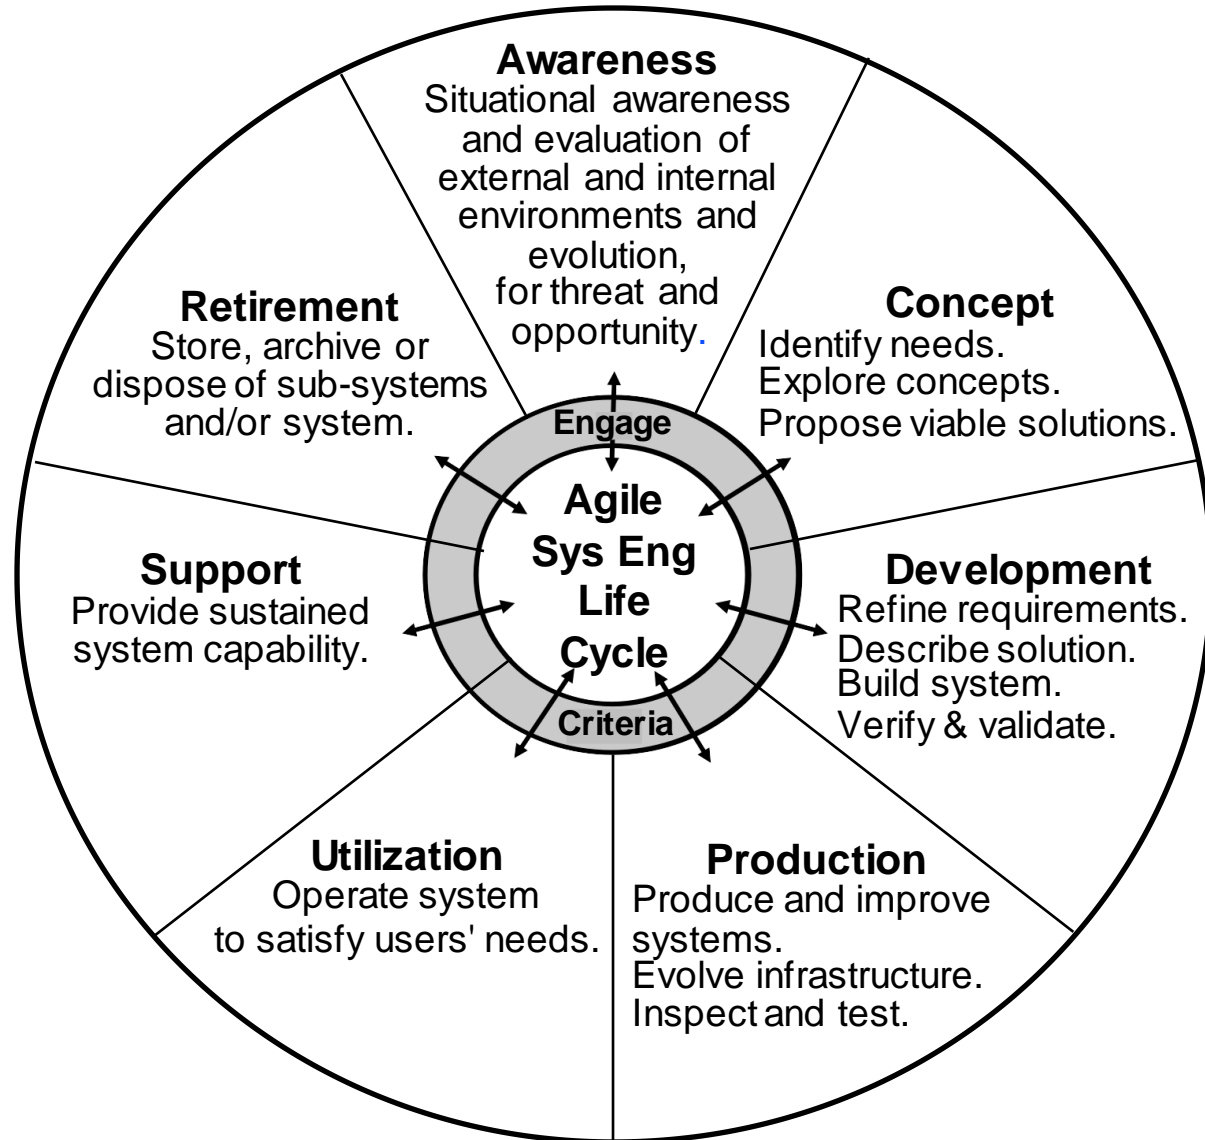 Awareness
Situational awareness
and evaluation of
external and internal
environments and
evolution,
for threat and
opportunity.
Concept
Identify needs.
Explore concepts.
Propose viable solutions.
Development
Refine requirements.
Describe solution.
Build system.
Verify & validate.
Production
Produce and improve
systems.
Evolve infrastructure.
Inspect and test.
Utilization
Operate system
to satisfy users' needs.
Support
Provide sustained
system capability.
Retirement
Store, archive or
dispose of sub-systems
and/or system.
Engage
Agile
Sys Eng
Life
Cycle
Criteria